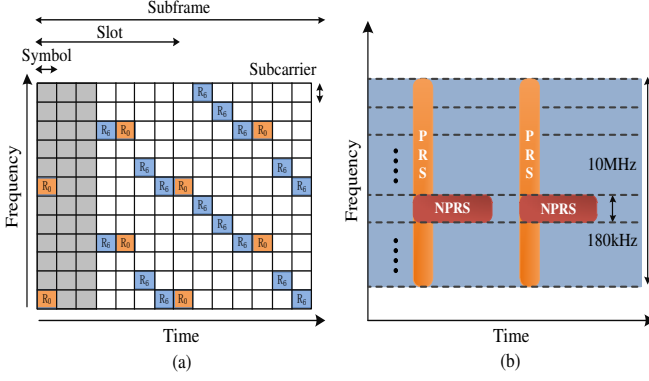 Subframe
Slot
Symbol
Subcarrier
Frequency
R₆
R₆
R₆ R₀ R₆ R₀
R₆ R₆
R₀ R₆ R₀ R₆
R₆
R₆
R₆ R₀ R₆ R₀
R₆ R₆
R₀ R₆ R₀ R₆
Time
(a)
Frequency
PRS
PRS
10MHz
NPRS
NPRS
180kHz
Time
(b)